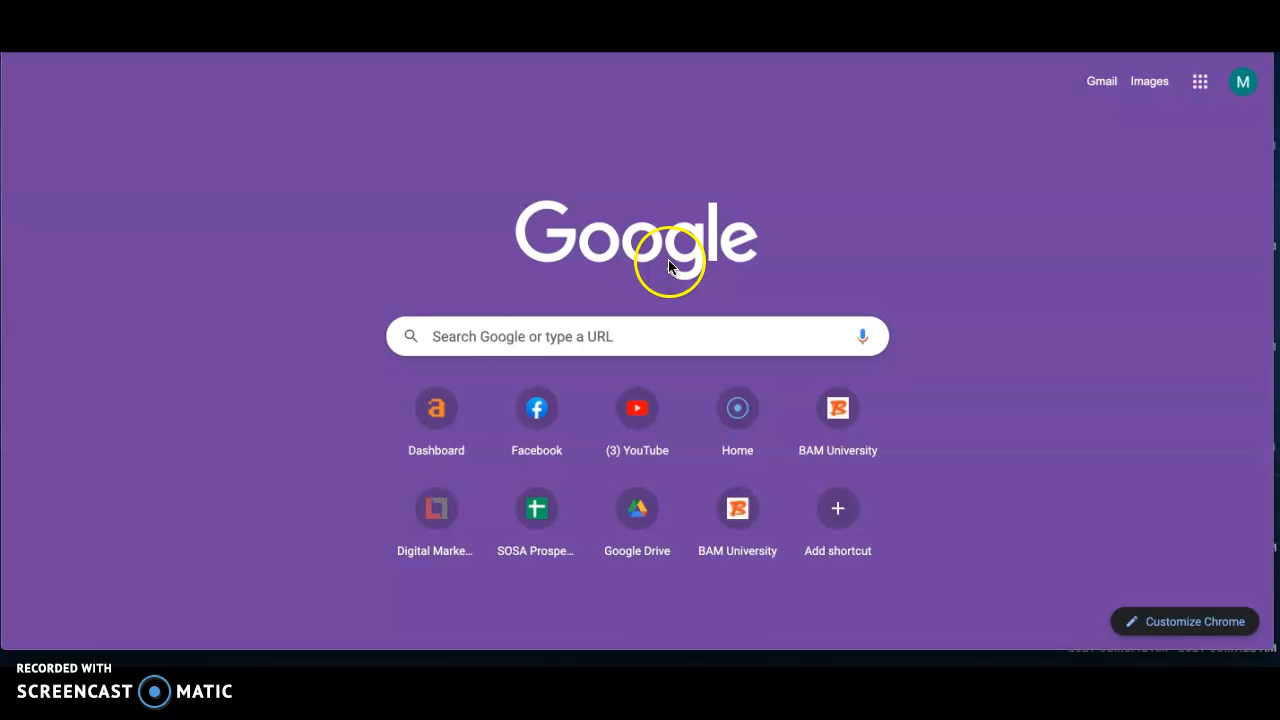 Gmail Images
M
Google
Search Google or type a URL
Dashboard Facebook (3) YouTube Home BAM University
Digital Marke... SOSA Prospe... Google Drive BAM University Add shortcut
Customize Chrome
RECORDED WITH
SCREENCAST MATIC